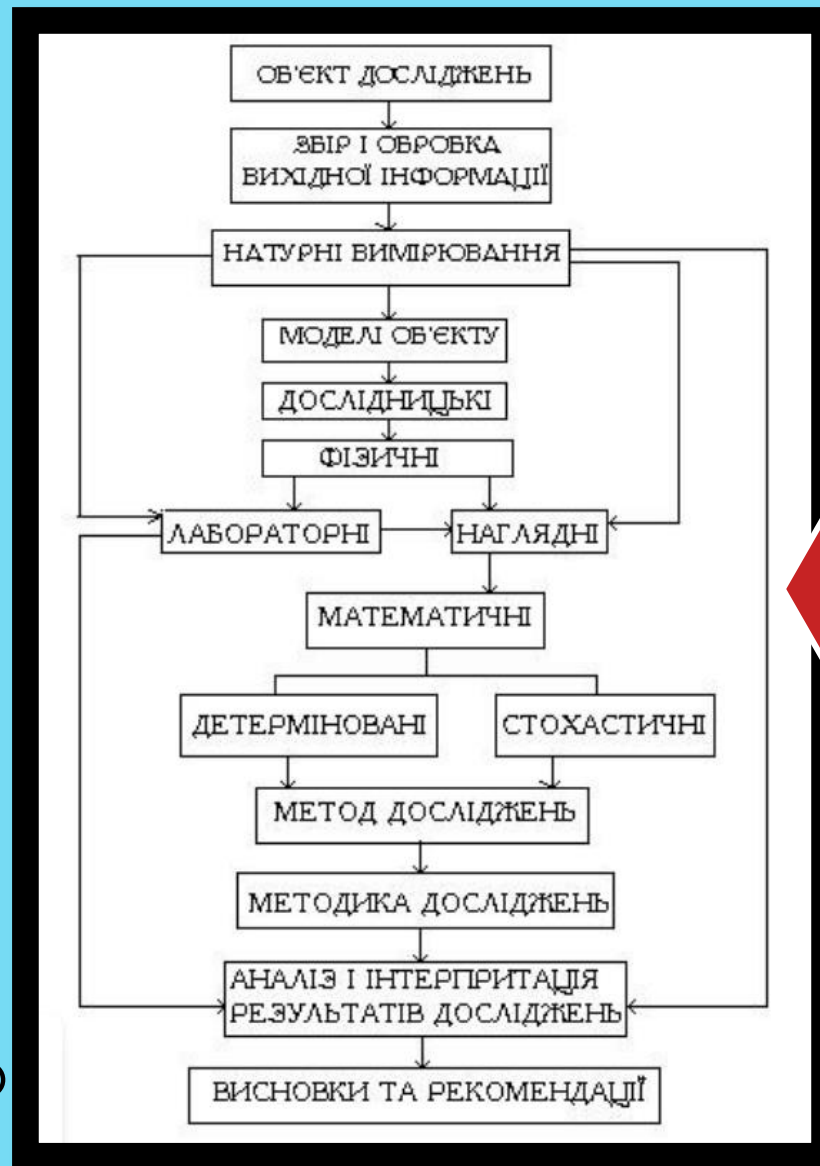 ОБ'ЄКТ ДОСЛІДЖЕНЬ
ЗБІР І ОБРОБКА
ВИХІДНОЇ ІНФОРМАЦІЇ
НАТУРНІ ВИМІРЮВАННЯ
МОДЕЛІ ОБ'ЄКТУ
ДОСЛІДНИЦЬКІ
ФІЗИЧНІ
ЛАБОРАТОРНІ
НАГЛЯДНІ
МАТЕМАТИЧНІ
ДЕТЕРМІНОВАНІ
СТОХАСТИЧНІ
МЕТОД ДОСЛІДЖЕНЬ
МЕТОДИКА ДОСЛІДЖЕНЬ
АНАЛІЗ І ІНТЕРПРИТАЦІЯ
РЕЗУЛЬТАТІВ ДОСЛІДЖЕНЬ
ВИСНОВКИ ТА РЕКОМЕНДАЦІЇ